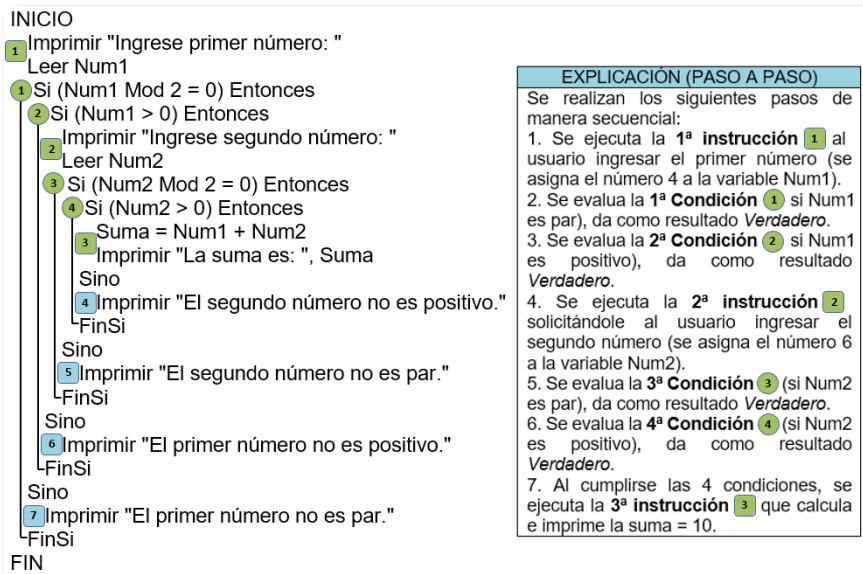 INICIO
1 Imprimir "Ingrese primer número: "
Leer Num1
1 Si (Num1 Mod 2 = 0) Entonces
2 Si (Num1 > 0) Entonces
Imprimir "Ingrese segundo número: "
2 Leer Num2
3 Si (Num2 Mod 2 = 0) Entonces
4 Si (Num2 > 0) Entonces
Suma = Num1 + Num2
3 Imprimir "La suma es: ", Suma
Sino
4 Imprimir "El segundo número no es positivo."
FinSi
Sino
5 Imprimir "El segundo número no es par."
FinSi
Sino
6 Imprimir "El primer número no es positivo."
FinSi
Sino
7 Imprimir "El primer número no es par."
FinSi
FIN
EXPLICACIÓN (PASO A PASO)
Se realizan los siguientes pasos de
manera secuencial:
1. Se ejecuta la 1ª instrucción 1 al
usuario ingresar el primer número (se
asigna el número 4 a la variable Num1).
2. Se evalua la 1ª Condición 1 si Num1
es par), da como resultado Verdadero.
3. Se evalua la 2ª Condición 2 si Num1
es positivo), da como resultado
Verdadero.
4. Se ejecuta la 2ª instrucción 2
solicitándole al usuario ingresar el
segundo número (se asigna el número 6
a la variable Num2).
5. Se evalua la 3ª Condición 3 (si Num2
es par), da como resultado Verdadero.
6. Se evalua la 4ª Condición 4 (si Num2
es positivo), da como resultado
Verdadero.
7. Al cumplirse las 4 condiciones, se
ejecuta la 3ª instrucción 3 que calcula
e imprime la suma = 10.